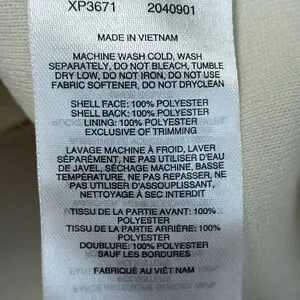 XP3671 2040901
MADE IN VIETNAM
MACHINE WASH COLD, WASH
SEPARATELY, DO NOT BLEACH, TUMBLE
DRY LOW, DO NOT IRON, DO NOT USE
FABRIC SOFTENER, DO NOT DRYCLEAN
SHELL FACE: 100% POLYESTER
SHELL BACK: 100% POLYESTER
LINING: 100% POLYESTER
EXCLUSIVE OF TRIMMING
LAVAGE MACHINE À FROID, LAVER
SÉPARÉMENT, NE PAS UTILISER D'EAU
DE JAVEL, SÉCHAGE MACHINE, BASSE
TEMPÉRATURE, NE PAS REPASSER, NE
PAS UTILISER D'ASSOUPLISSANT,
NETTOYAGE À SEC INTERDIT
TISSU DE LA PARTIE AVANT: 100%
POLYESTER
TISSU DE LA PARTIE ARRIÈRE: 100%
POLYESTER
DOUBLURE: 100% POLYESTER
SAUF LES BORDURES
FABRIQUÉ AU VIÊT NAM